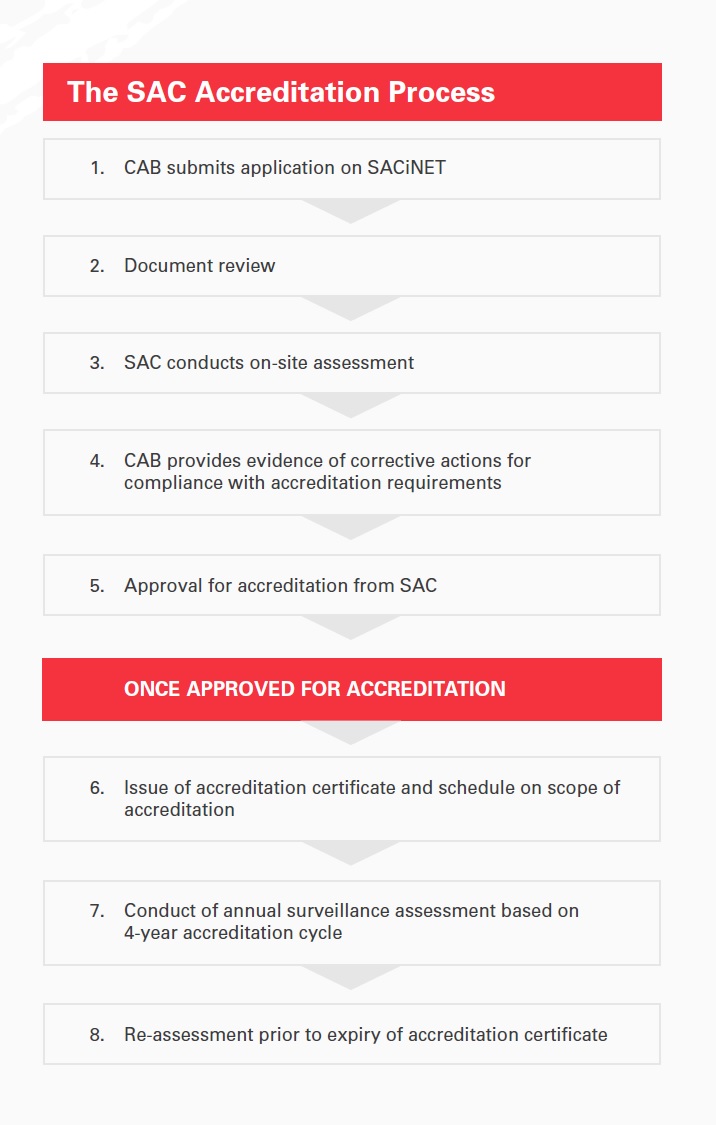 The SAC Accreditation Process
1. CAB submits application on SACiNET
2. Document review
3. SAC conducts on-site assessment
4. CAB provides evidence of corrective actions for
compliance with accreditation requirements
5. Approval for accreditation from SAC
ONCE APPROVED FOR ACCREDITATION
6. Issue of accreditation certificate and schedule on scope of
accreditation
7. Conduct of annual surveillance assessment based on
4-year accreditation cycle
8. Re-assessment prior to expiry of accreditation certificate